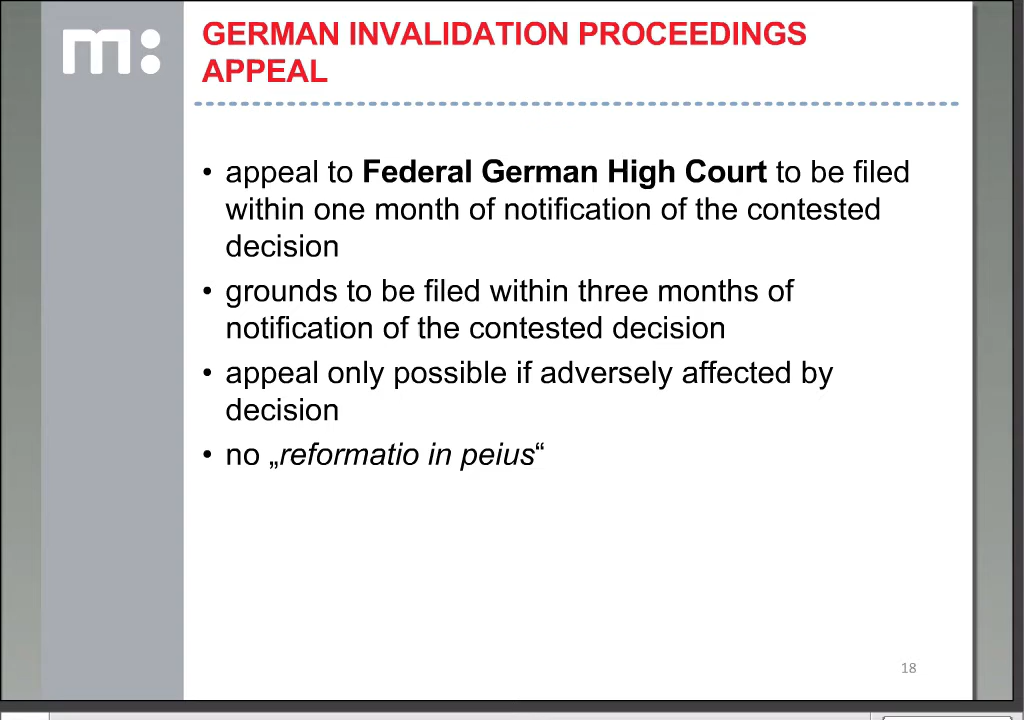 m:
GERMAN INVALIDATION PROCEEDINGS
APPEAL
• appeal to Federal German High Court to be filed
within one month of notification of the contested
decision
• grounds to be filed within three months of
notification of the contested decision
• appeal only possible if adversely affected by
decision
• no „reformatio in peius“
18